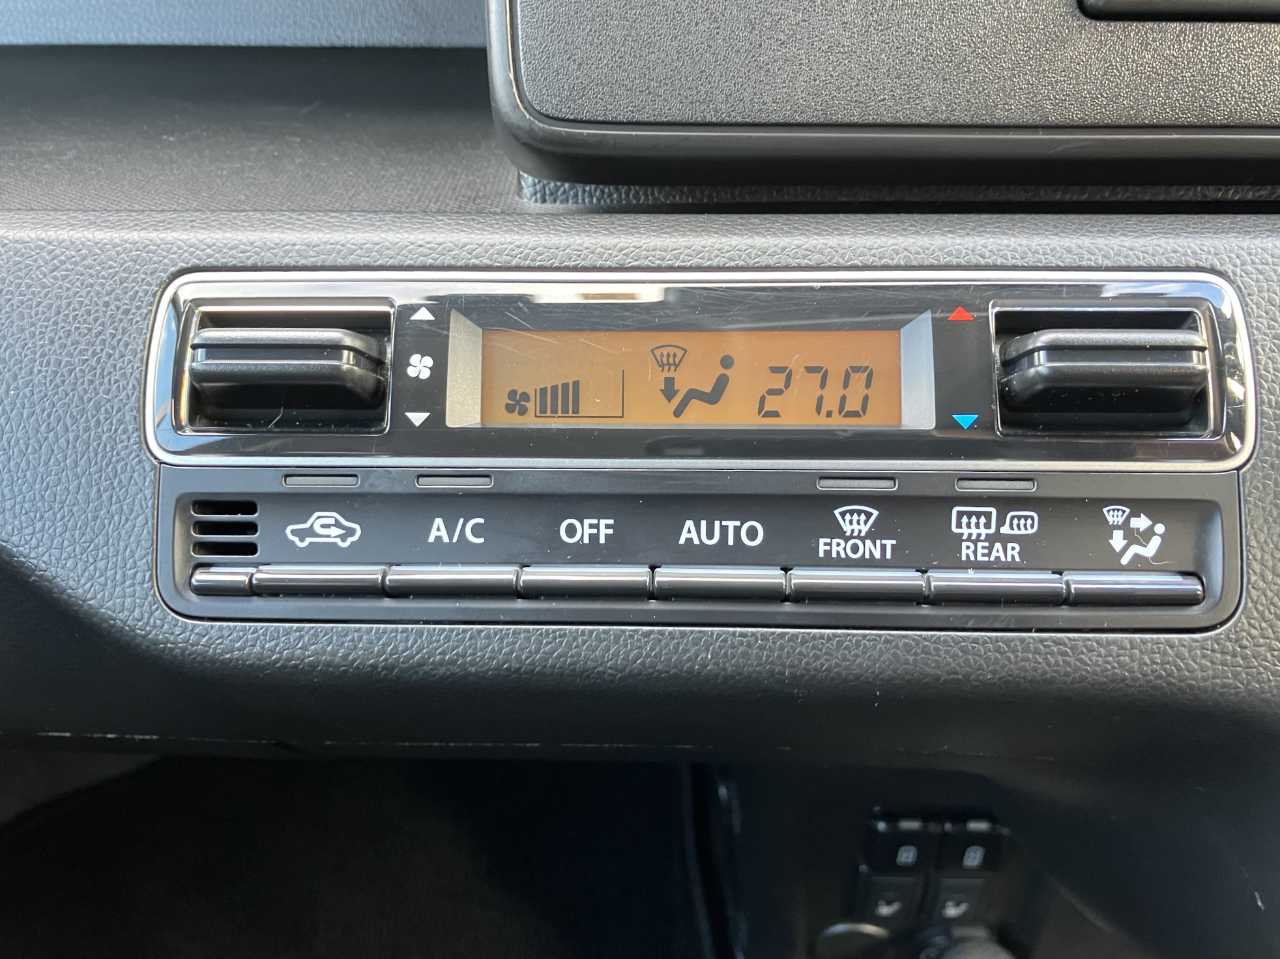 27.0
A/C OFF AUTO FRONT REAR